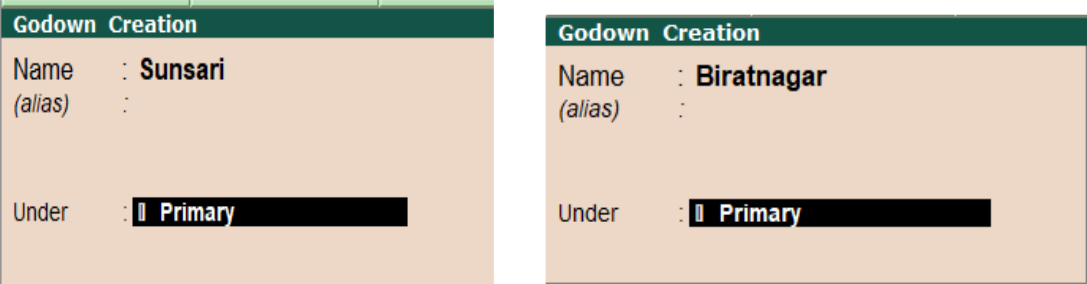 Godown Creation
Name : Sunsari
(alias) :
Under : Primary
Godown Creation
Name : Biratnagar
(alias) :
Under : Primary